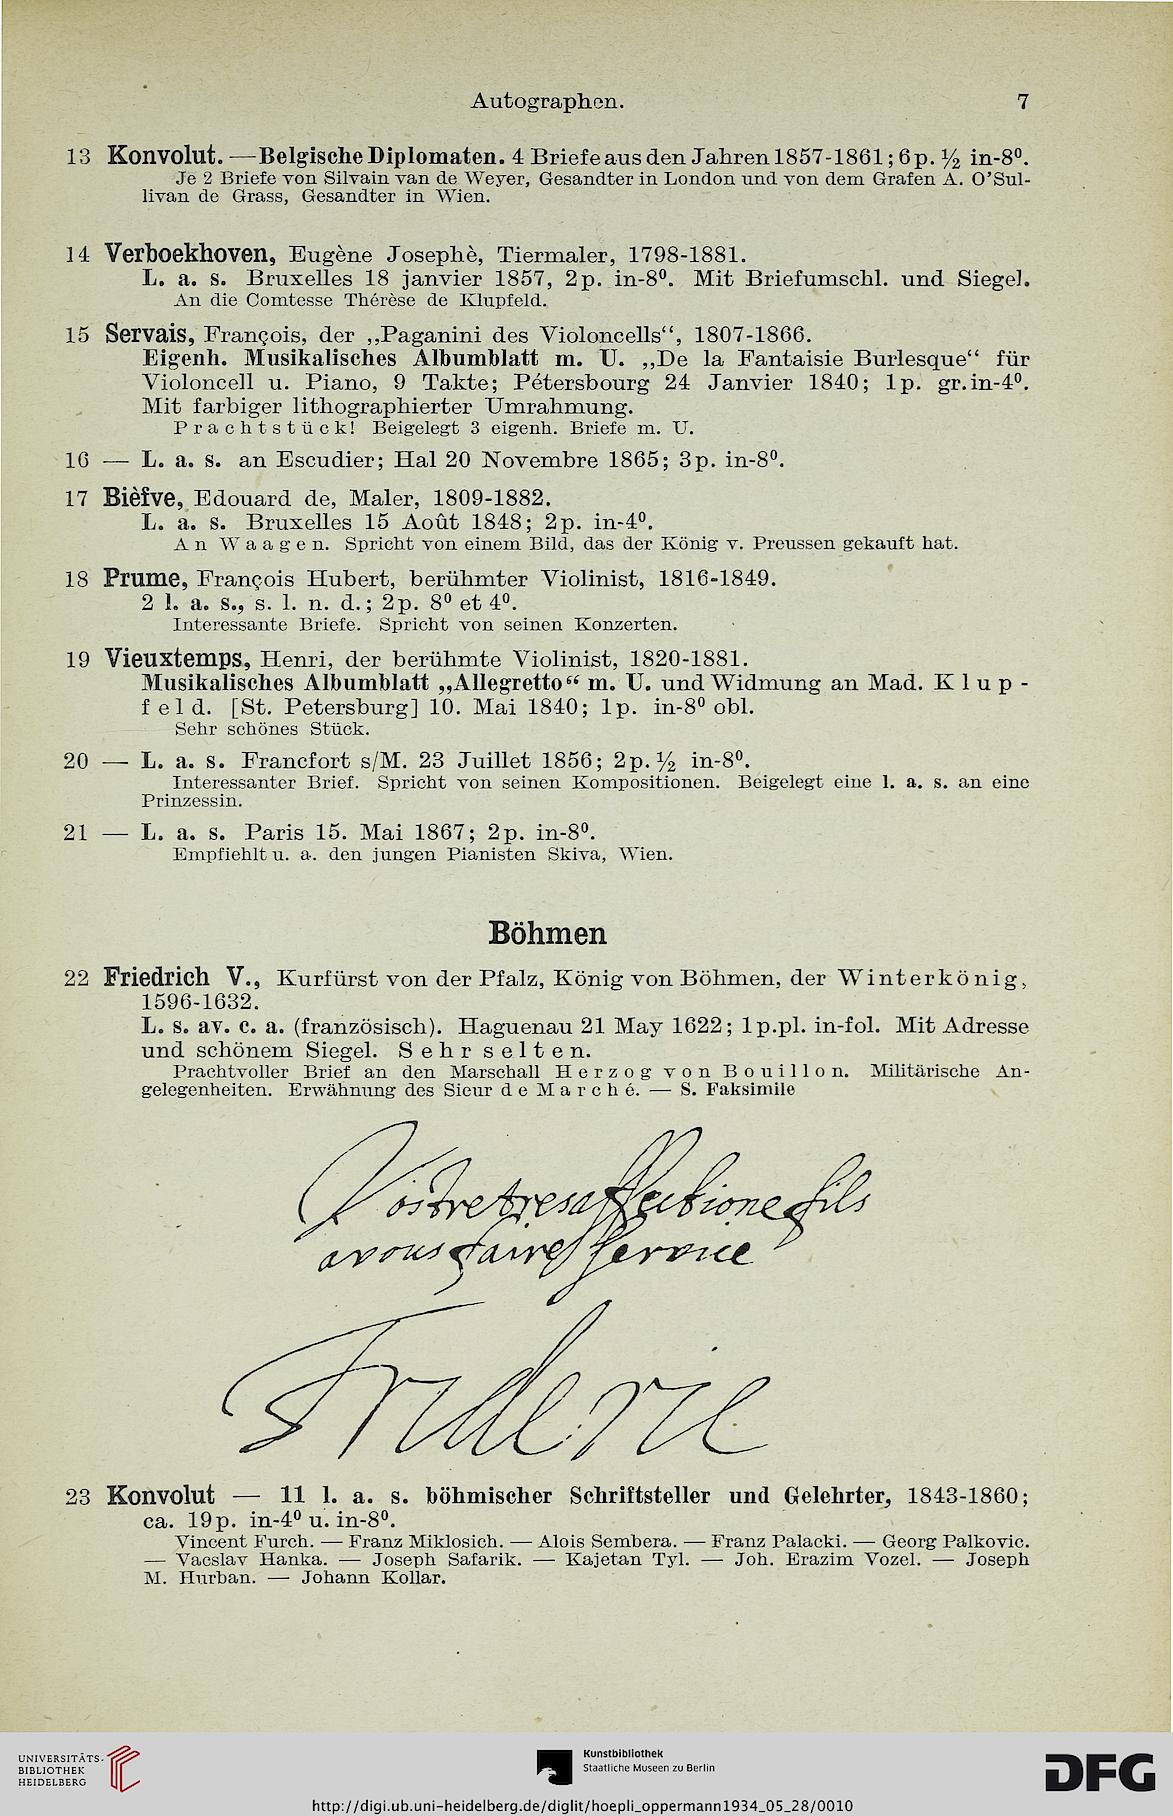 Autographen.
7
13 Konvolut. — Belgische Diplomaten. 4 Briefe aus den Jahren 1857-1861; 6p. ½ in-8⁰.
Je 2 Briefe von Silvain van de Weyer, Gesandter in London und von dem Grafen A. O'Sul-
livan de Grass, Gesandter in Wien.
14 Verboekhoven, Eugène Josephè, Tiermaler, 1798-1881.
L. a. s. Bruxelles 18 janvier 1857, 2p. in-8⁰. Mit Briefumschl. und Siegel.
An die Comtesse Thérèse de Klupfeld.
15 Servais, François, der „Paganini des Violoncells“, 1807-1866.
Eigenh. Musikalisches Albumblatt m. U. „De la Fantaisie Burlesque“ für
Violoncell u. Piano, 9 Takte; Pétersbourg 24 Janvier 1840; 1p. gr.in-4⁰.
Mit farbiger lithographierter Umrahmung.
Prachtstück! Beigelegt 3 eigenh. Briefe m. U.
16 — L. a. s. an Escudier; Hal 20 Novembre 1865; 3p. in-8⁰.
17 Bièfve, Edouard de, Maler, 1809-1882.
L. a. s. Bruxelles 15 Août 1848; 2p. in-4⁰.
An Waagen. Spricht von einem Bild, das der König v. Preussen gekauft hat.
18 Prume, François Hubert, berühmter Violinist, 1816-1849.
2 l. a. s., s. l. n. d.; 2p. 8⁰ et 4⁰.
Interessante Briefe. Spricht von seinen Konzerten.
19 Vieuxtemps, Henri, der berühmte Violinist, 1820-1881.
Musikalisches Albumblatt „Allegretto“ m. U. und Widmung an Mad. Klup-
feld. [St. Petersburg] 10. Mai 1840; 1p. in-8⁰ obl.
Sehr schönes Stück.
20 — L. a. s. Francfort s/M. 23 Juillet 1856; 2p. ½ in-8⁰.
Interessanter Brief. Spricht von seinen Kompositionen. Beigelegt eine l. a. s. an eine
Prinzessin.
21 — L. a. s. Paris 15. Mai 1867; 2p. in-8⁰.
Empfiehlt u. a. den jungen Pianisten Skiva, Wien.
Böhmen
22 Friedrich V., Kurfürst von der Pfalz, König von Böhmen, der Winterkönig,
1596-1632.
L. s. av. c. a. (französisch). Haguenau 21 May 1622; 1p.pl. in-fol. Mit Adresse
und schönem Siegel. Sehr selten.
Prachtvoller Brief an den Marschall Herzog von Bouillon. Militärische An-
gelegenheiten. Erwähnung des Sieur de Marché. — S. Faksimile
Vostre tresaffectione fils
a vous faire service
Frideric
23 Konvolut — 11 l. a. s. böhmischer Schriftsteller und Gelehrter, 1843-1860;
ca. 19p. in-4⁰ u. in-8⁰.
Vincent Furch. — Franz Miklosich. — Alois Sembera. — Franz Palacki. — Georg Palkovic.
— Vacslav Hanka. — Joseph Safarik. — Kajetan Tyl. — Joh. Erazim Vozel. — Joseph
M. Hurban. — Johann Kollar.
UNIVERSITÄTS-
BIBLIOTHEK
HEIDELBERG
Kunstbibliothek
Staatliche Museen zu Berlin
DFG
http://digi.ub.uni-heidelberg.de/diglit/hoepli_oppermann1934_05_28/0010